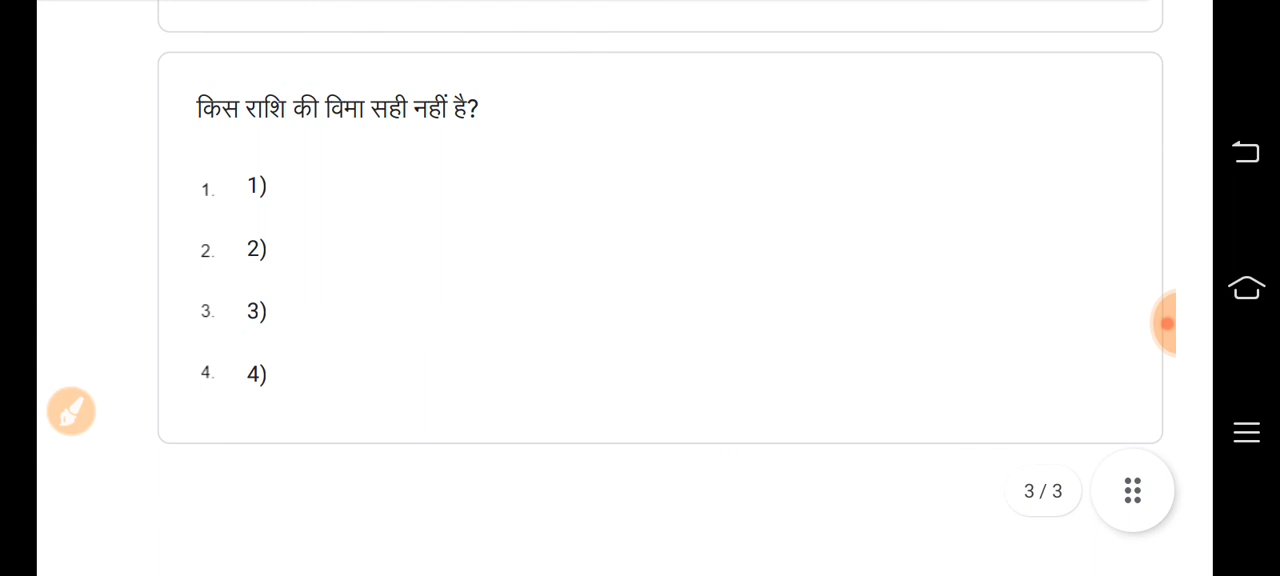 किस राशि की विमा सही नहीं है?
1. 1)
2. 2)
3. 3)
4. 4)
3 / 3